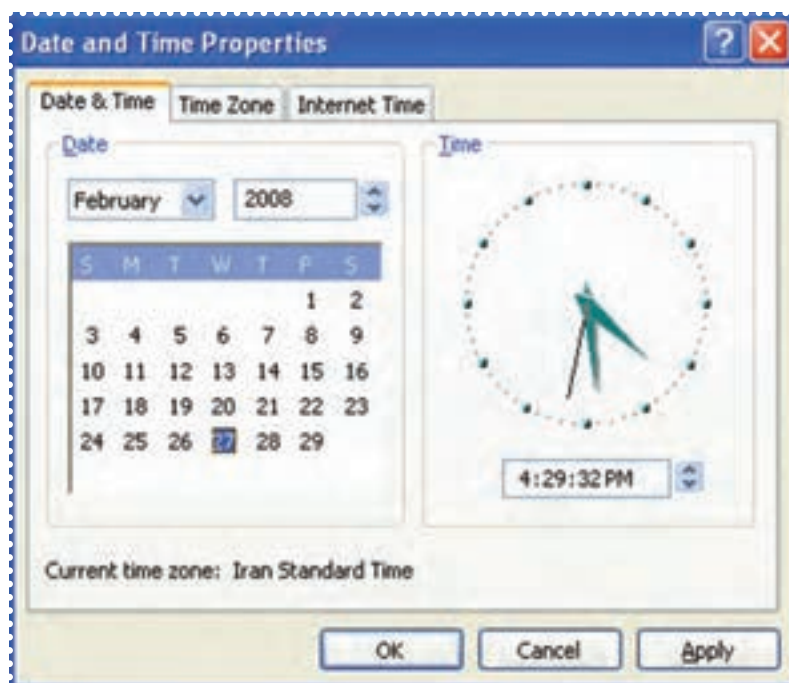 Date and Time Properties
Date & Time Time Zone Internet Time
Date
February 2008
S M T W T F S
1 2
3 4 5 6 7 8 9
10 11 12 13 14 15 16
17 18 19 20 21 22 23
24 25 26 27 28 29
Time
4:29:32 PM
Current time zone: Iran Standard Time
OK Cancel Apply